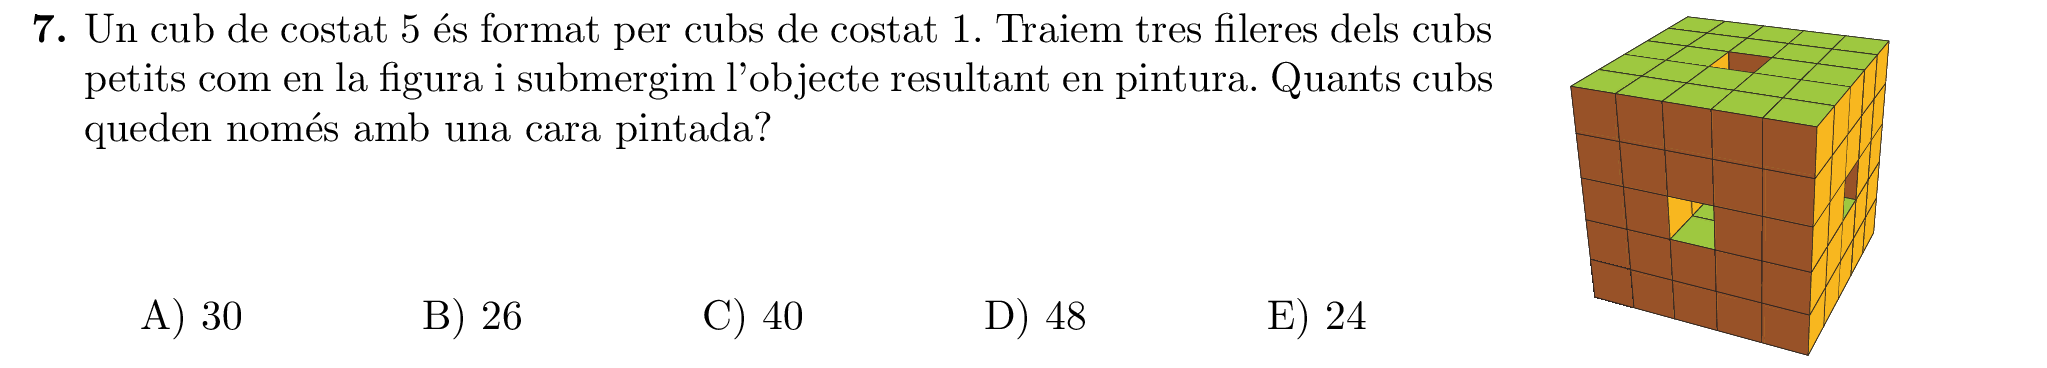 7. Un cub de costat 5 és format per cubs de costat 1. Traiem tres fileres dels cubs
petits com en la figura i submergim l'objecte resultant en pintura. Quants cubs
queden només amb una cara pintada?
A) 30 B) 26 C) 40 D) 48 E) 24